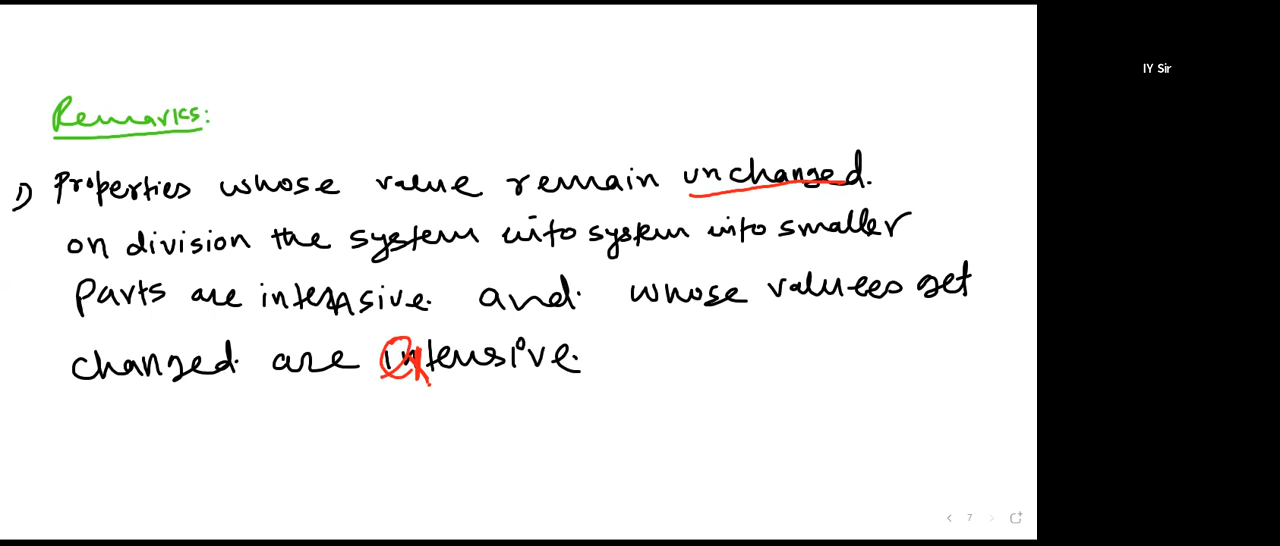 IY Sir
Remarks:
1) Properties whose value remain unchanged.
on division the system into system into smaller
Parts are intensive. and. whose valuees get
changed. are extensive.
7